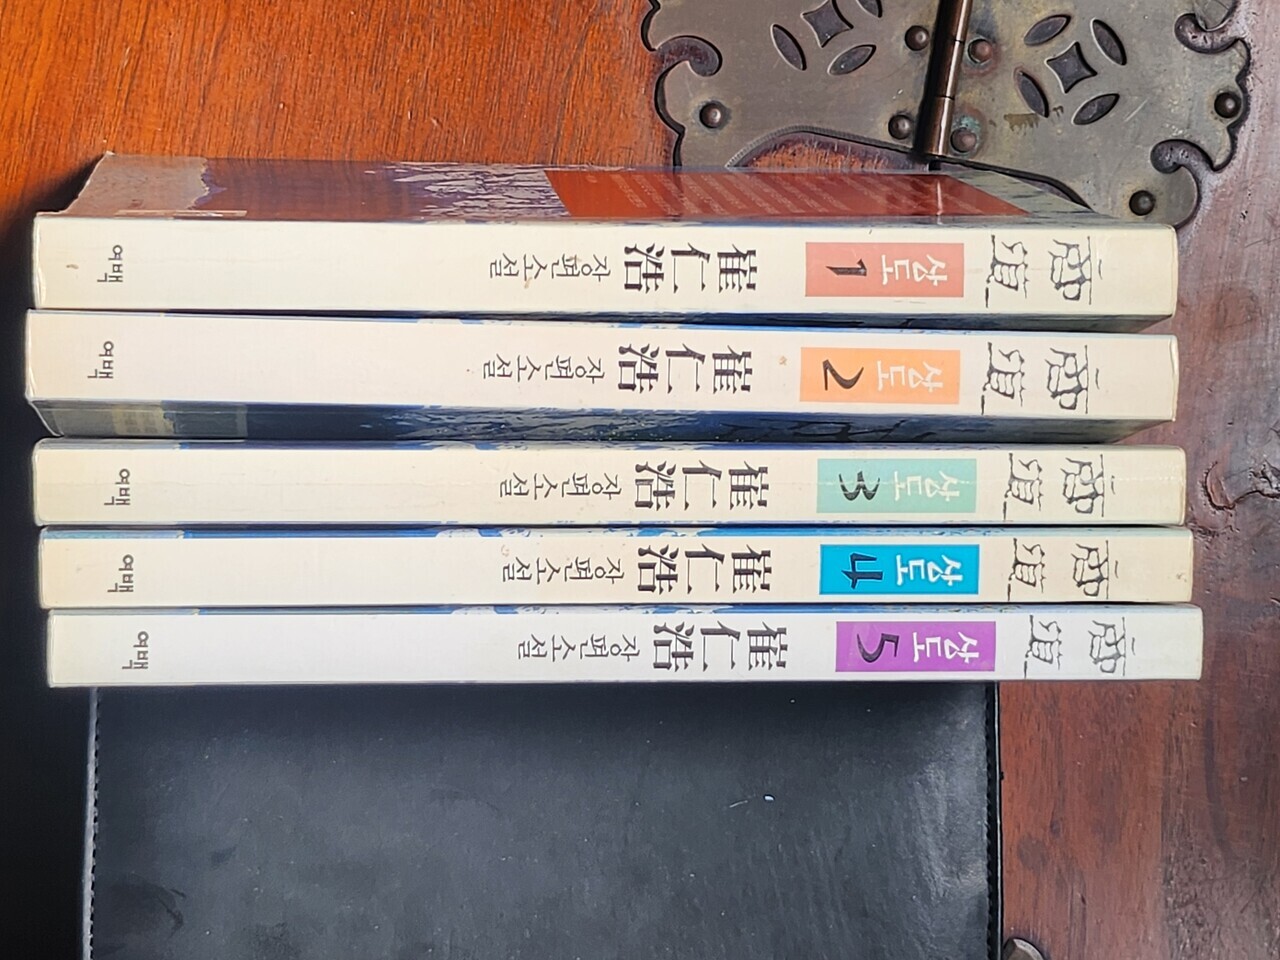 商道
상도 1
崔仁浩
장편소설
여백
商道
상도 2
崔仁浩
장편소설
여백
商道
상도 3
崔仁浩
장편소설
여백
商道
상도 4
崔仁浩
장편소설
여백
商道
상도 5
崔仁浩
장편소설
여백